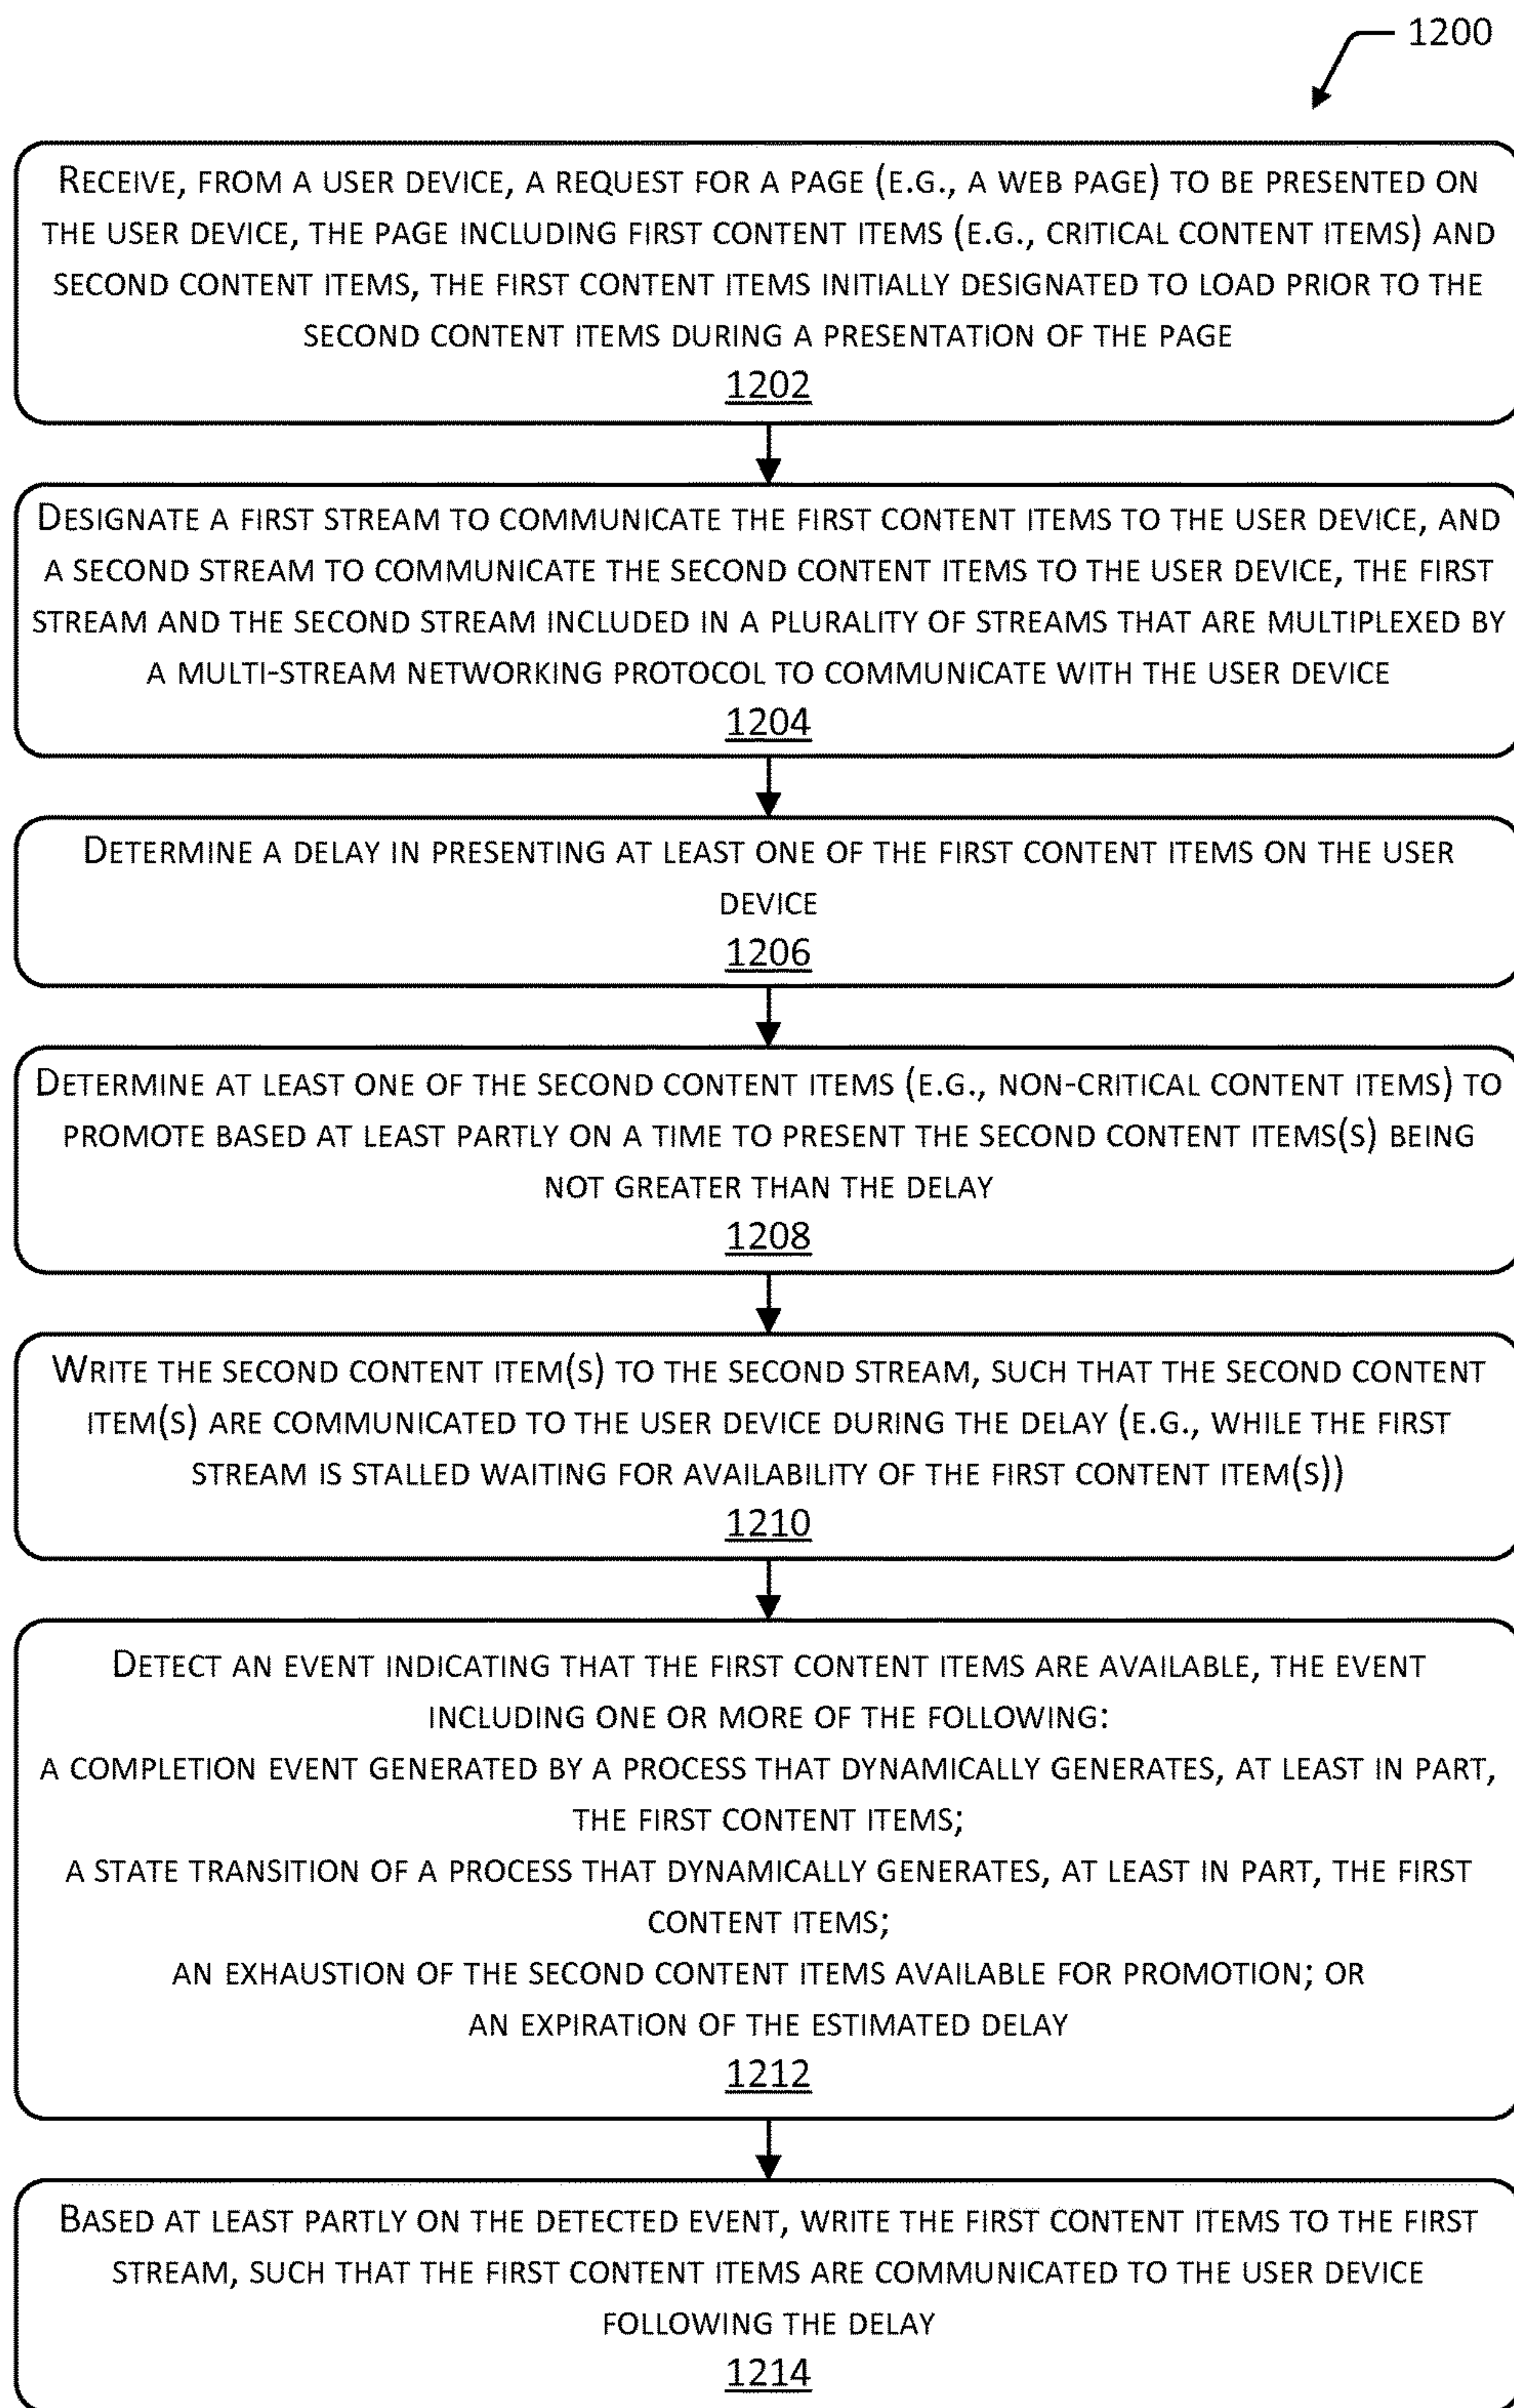 1200
RECEIVE, FROM A USER DEVICE, A REQUEST FOR A PAGE (E.G., A WEB PAGE) TO BE PRESENTED ON
THE USER DEVICE, THE PAGE INCLUDING FIRST CONTENT ITEMS (E.G., CRITICAL CONTENT ITEMS) AND
SECOND CONTENT ITEMS, THE FIRST CONTENT ITEMS INITIALLY DESIGNATED TO LOAD PRIOR TO THE
SECOND CONTENT ITEMS DURING A PRESENTATION OF THE PAGE
1202
DESIGNATE A FIRST STREAM TO COMMUNICATE THE FIRST CONTENT ITEMS TO THE USER DEVICE, AND
A SECOND STREAM TO COMMUNICATE THE SECOND CONTENT ITEMS TO THE USER DEVICE, THE FIRST
STREAM AND THE SECOND STREAM INCLUDED IN A PLURALITY OF STREAMS THAT ARE MULTIPLEXED BY
A MULTI-STREAM NETWORKING PROTOCOL TO COMMUNICATE WITH THE USER DEVICE
1204
DETERMINE A DELAY IN PRESENTING AT LEAST ONE OF THE FIRST CONTENT ITEMS ON THE USER
DEVICE
1206
DETERMINE AT LEAST ONE OF THE SECOND CONTENT ITEMS (E.G., NON-CRITICAL CONTENT ITEMS) TO
PROMOTE BASED AT LEAST PARTLY ON A TIME TO PRESENT THE SECOND CONTENT ITEMS(S) BEING
NOT GREATER THAN THE DELAY
1208
WRITE THE SECOND CONTENT ITEM(S) TO THE SECOND STREAM, SUCH THAT THE SECOND CONTENT
ITEM(S) ARE COMMUNICATED TO THE USER DEVICE DURING THE DELAY (E.G., WHILE THE FIRST
STREAM IS STALLED WAITING FOR AVAILABILITY OF THE FIRST CONTENT ITEM(S))
1210
DETECT AN EVENT INDICATING THAT THE FIRST CONTENT ITEMS ARE AVAILABLE, THE EVENT
INCLUDING ONE OR MORE OF THE FOLLOWING:
A COMPLETION EVENT GENERATED BY A PROCESS THAT DYNAMICALLY GENERATES, AT LEAST IN PART,
THE FIRST CONTENT ITEMS;
A STATE TRANSITION OF A PROCESS THAT DYNAMICALLY GENERATES, AT LEAST IN PART, THE FIRST
CONTENT ITEMS;
AN EXHAUSTION OF THE SECOND CONTENT ITEMS AVAILABLE FOR PROMOTION; OR
AN EXPIRATION OF THE ESTIMATED DELAY
1212
BASED AT LEAST PARTLY ON THE DETECTED EVENT, WRITE THE FIRST CONTENT ITEMS TO THE FIRST
STREAM, SUCH THAT THE FIRST CONTENT ITEMS ARE COMMUNICATED TO THE USER DEVICE
FOLLOWING THE DELAY
1214